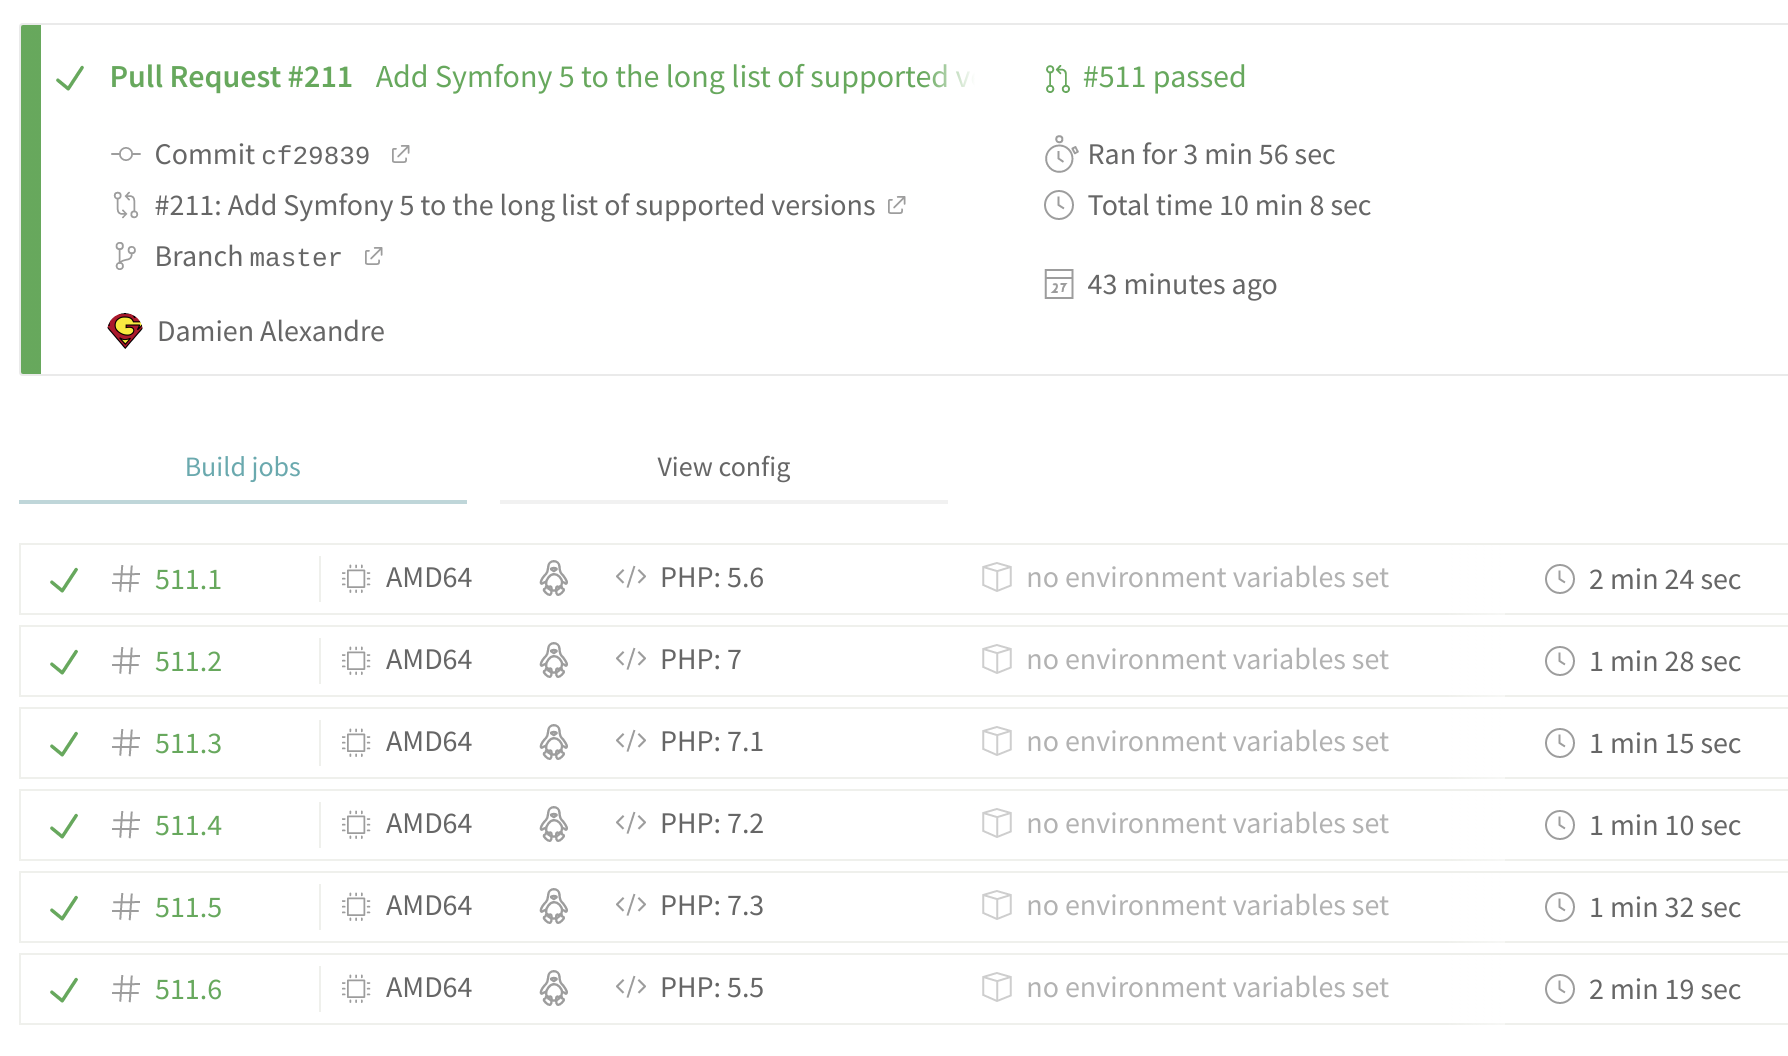 Pull Request #211 Add Symfony 5 to the long list of supported
#511 passed
Commit cf29839
Ran for 3 min 56 sec
#211: Add Symfony 5 to the long list of supported versions
Total time 10 min 8 sec
Branch master
27 43 minutes ago
Damien Alexandre
Build jobs
View config
# 511.1 AMD64 </> PHP: 5.6 no environment variables set 2 min 24 sec
# 511.2 AMD64 </> PHP: 7 no environment variables set 1 min 28 sec
# 511.3 AMD64 </> PHP: 7.1 no environment variables set 1 min 15 sec
# 511.4 AMD64 </> PHP: 7.2 no environment variables set 1 min 10 sec
# 511.5 AMD64 </> PHP: 7.3 no environment variables set 1 min 32 sec
# 511.6 AMD64 </> PHP: 5.5 no environment variables set 2 min 19 sec